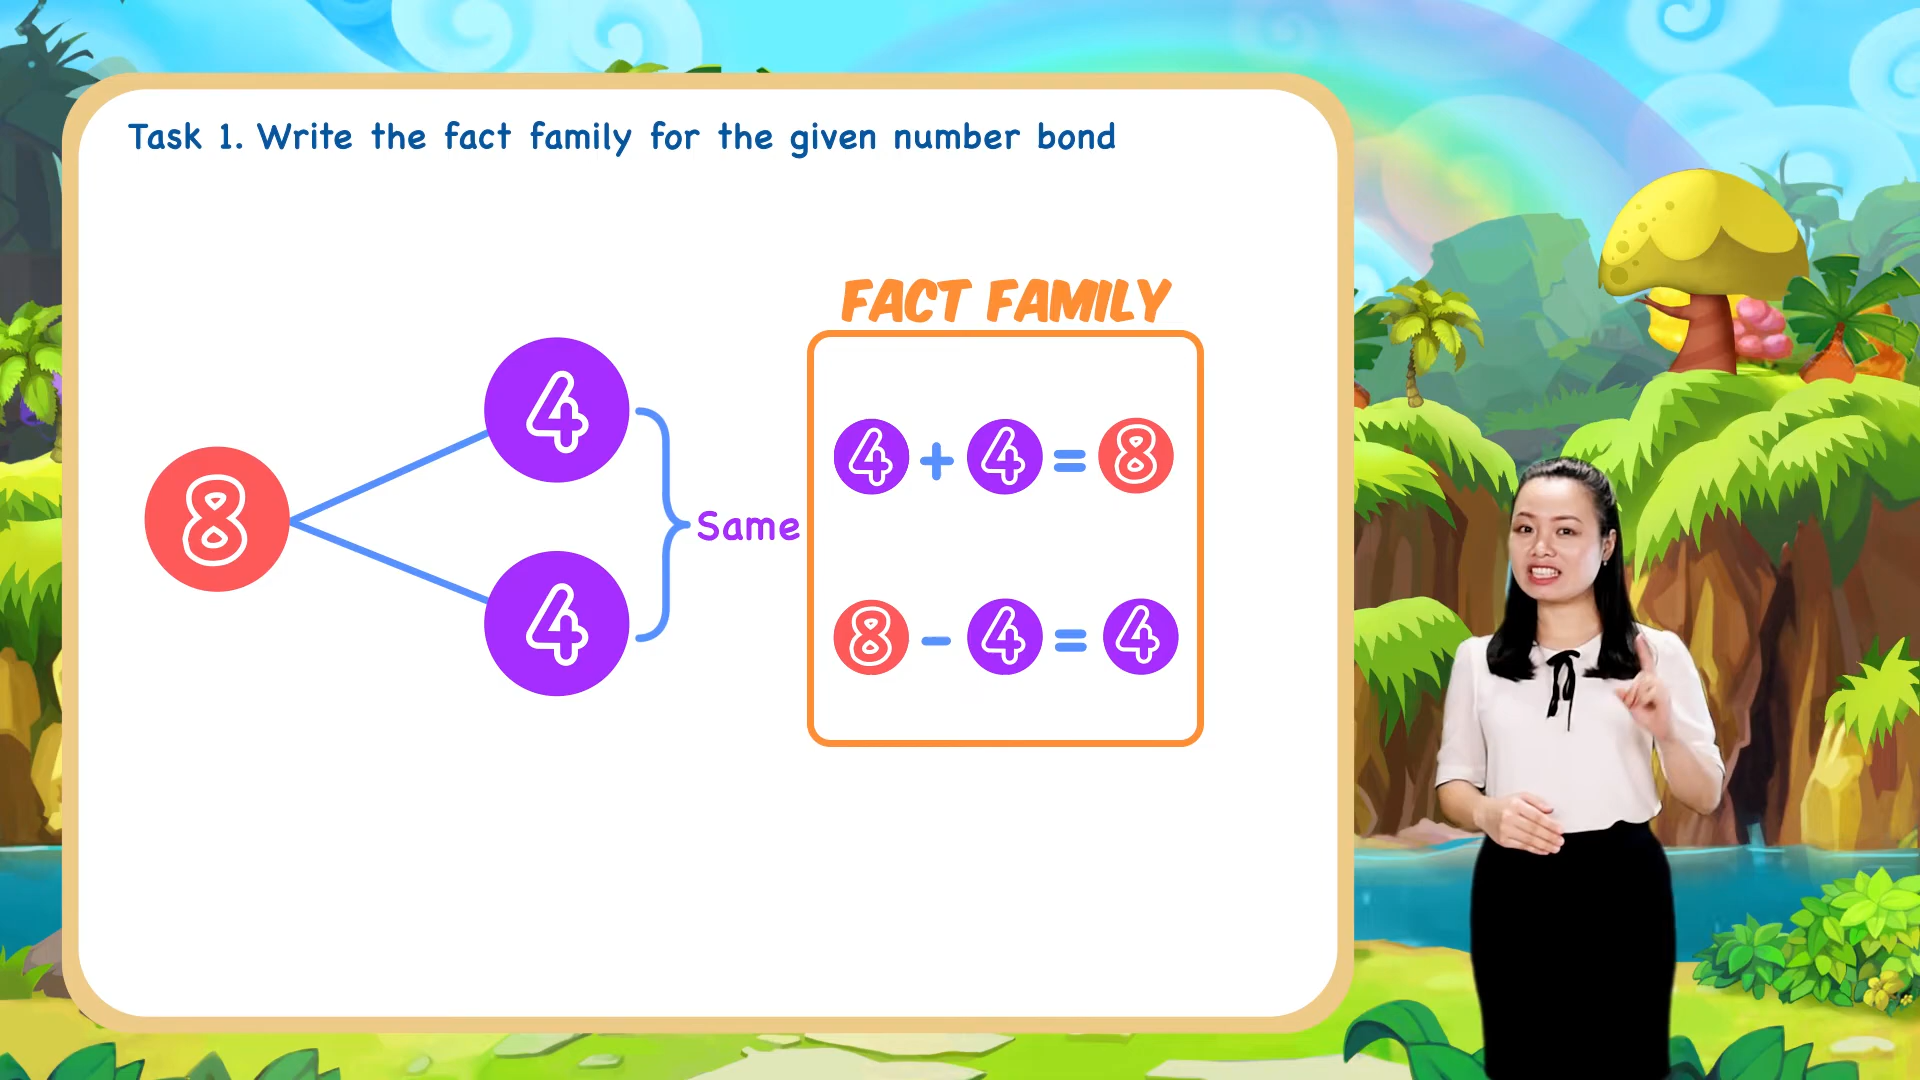 Task 1. Write the fact family for the given number bond
FACT FAMILY
8
4
4
Same
4 + 4 = 8
8 - 4 = 4